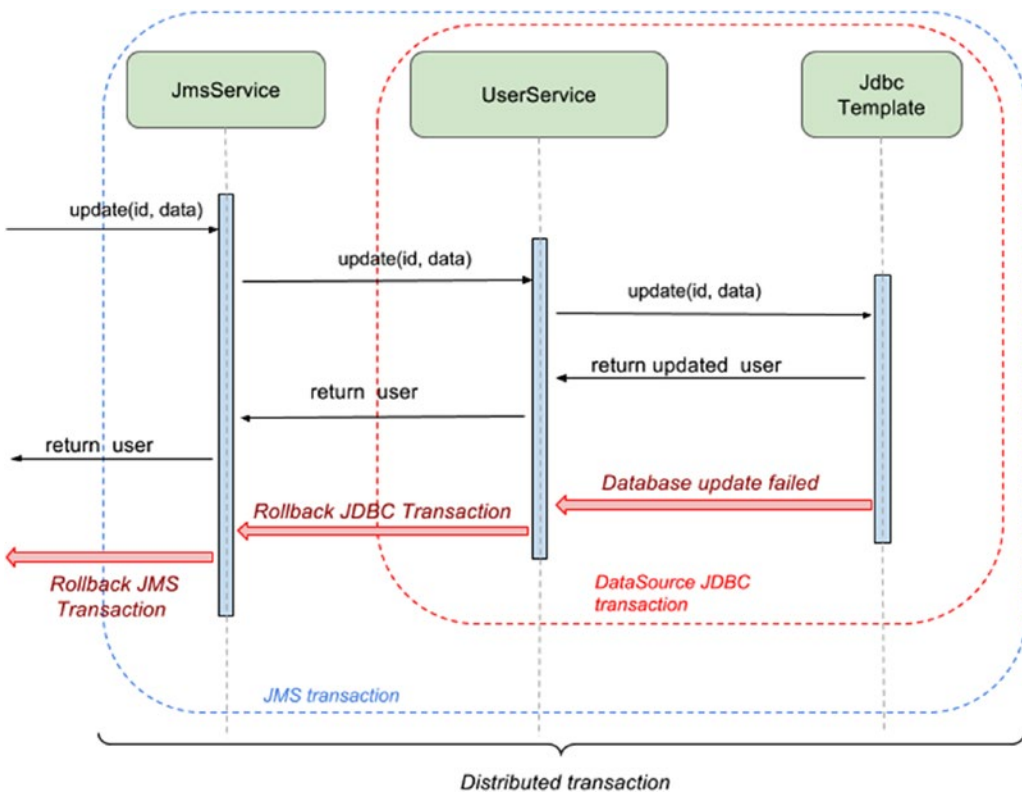 JmsService
UserService
Jdbc
Template
update(id, data)
update(id, data)
update(id, data)
return updated user
return user
return user
Database update failed
Rollback JDBC Transaction
Rollback JMS
Transaction
DataSource JDBC
transaction
JMS transaction
Distributed transaction